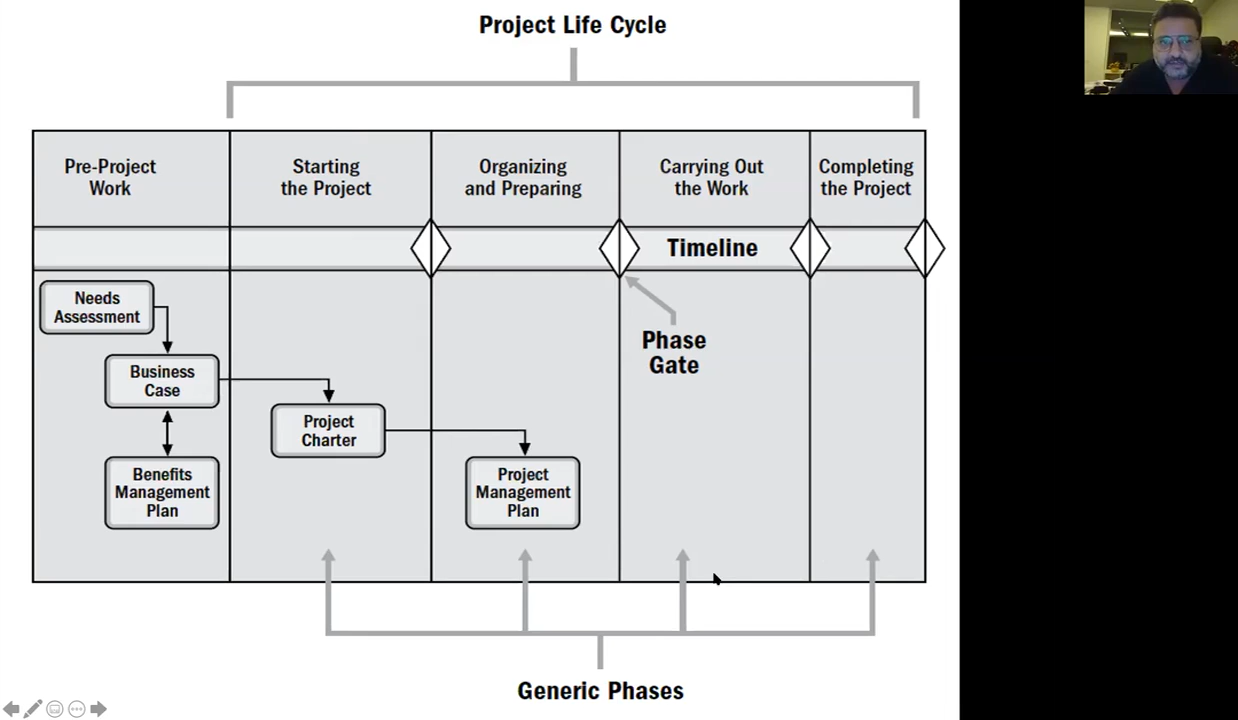 Project Life Cycle
Pre-Project
Work
Starting
the Project
Organizing
and Preparing
Carrying Out
the Work
Completing
the Project
Timeline
Needs
Assessment
Phase
Gate
Business
Case
Project
Charter
Benefits
Management
Plan
Project
Management
Plan
Generic Phases